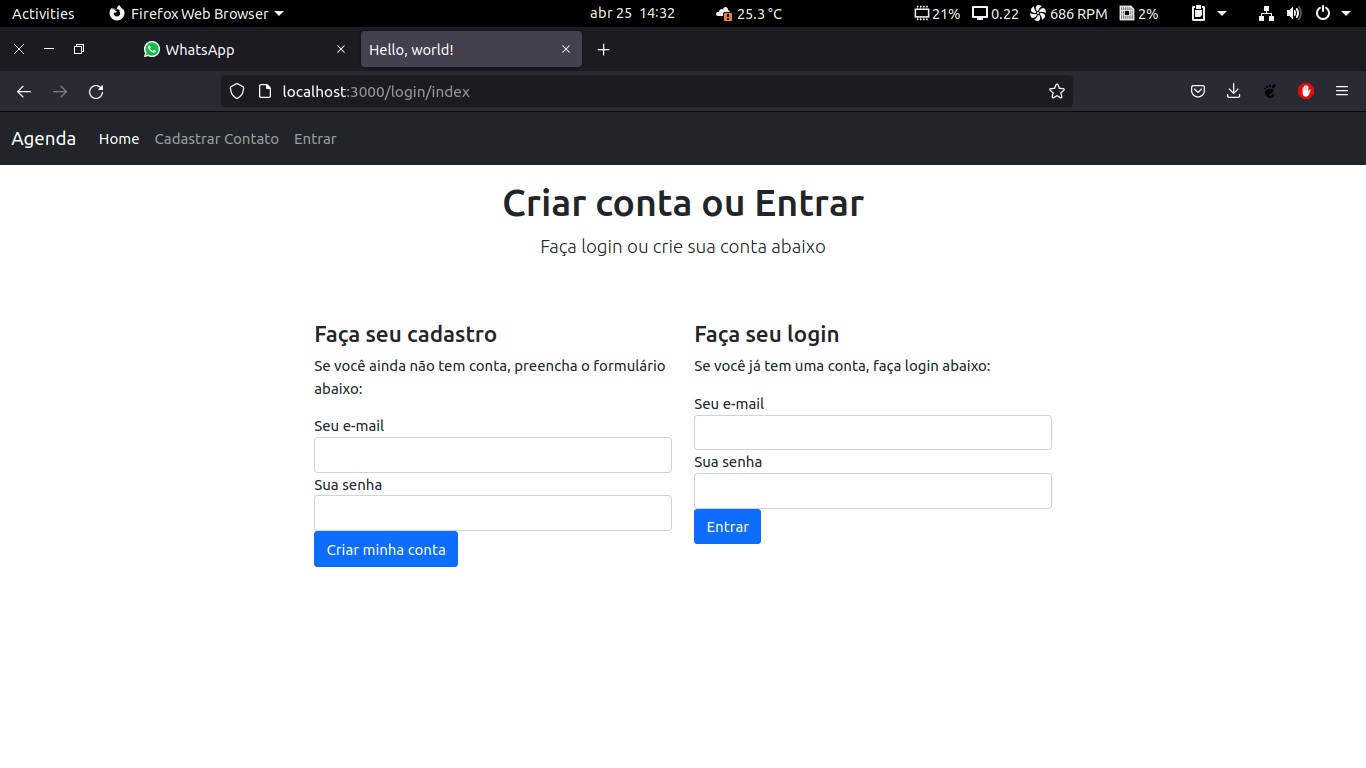 Activities Firefox Web Browser abr 25 14:32 25.3 °C 21% 0.22 686 RPM 2%
WhatsApp Hello, world!
localhost:3000/login/index
Agenda Home Cadastrar Contato Entrar
Criar conta ou Entrar
Faça login ou crie sua conta abaixo
Faça seu cadastro
Se você ainda não tem conta, preencha o formulário
abaixo:
Seu e-mail
Sua senha
Criar minha conta
Faça seu login
Se você já tem uma conta, faça login abaixo:
Seu e-mail
Sua senha
Entrar